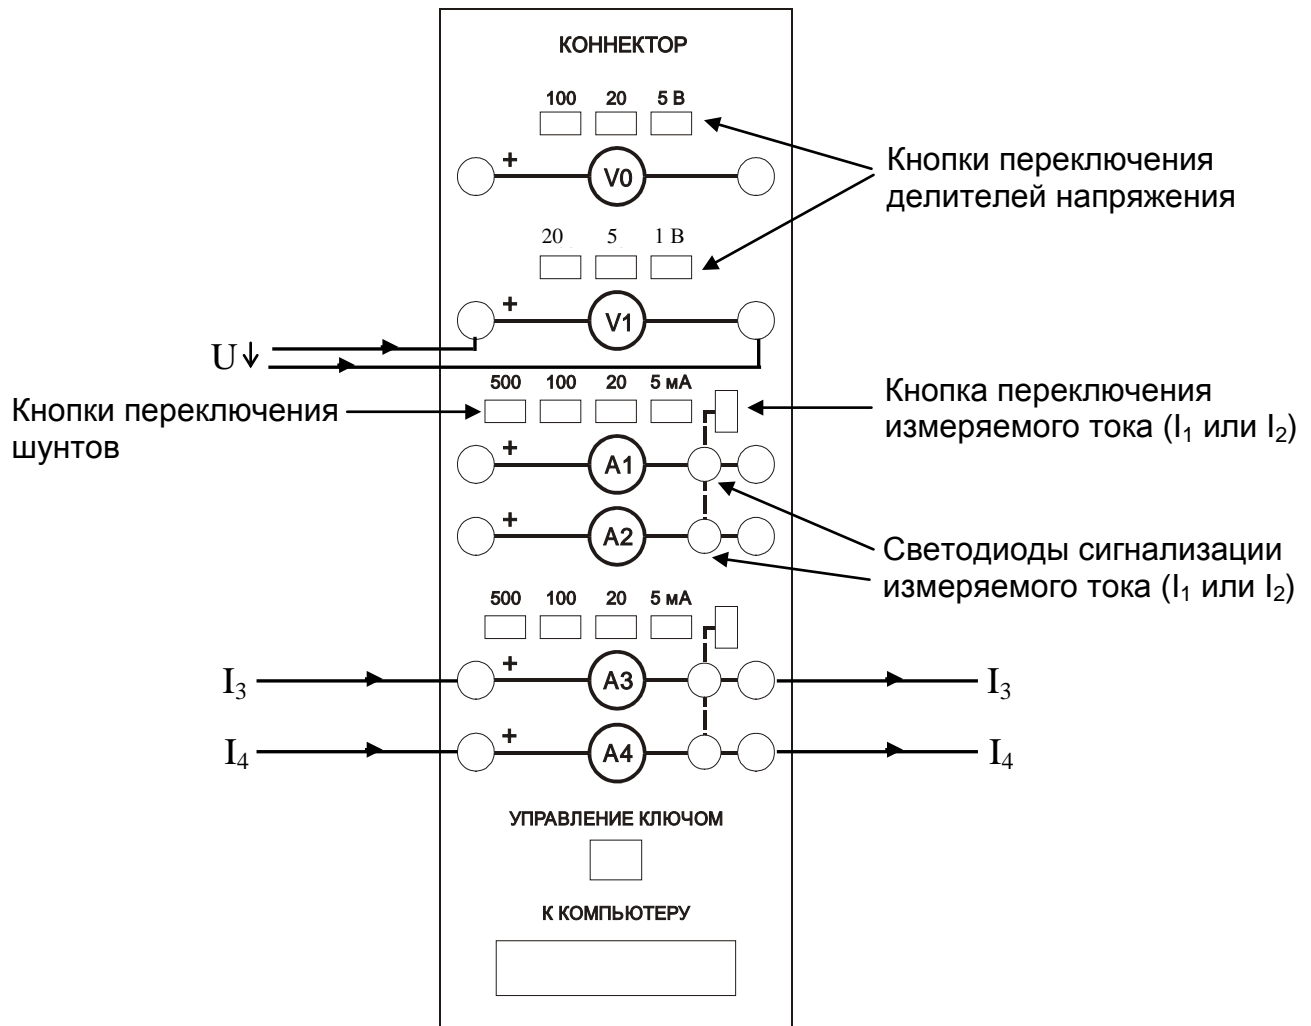 КОННЕКТОР
100 20 5 В
+
V0
Кнопки переключения
делителей напряжения
20 5 1 В
+
V1
U
500 100 20 5 мА
Кнопки переключения
шунтов
Кнопка переключения
измеряемого тока (I₁ или I₂)
+
A1
+
A2
Светодиоды сигнализации
измеряемого тока (I₁ или I₂)
500 100 20 5 мА
I₃ + A3 I₃
I₄ + A4 I₄
УПРАВЛЕНИЕ КЛЮЧОМ
К КОМПЬЮТЕРУ